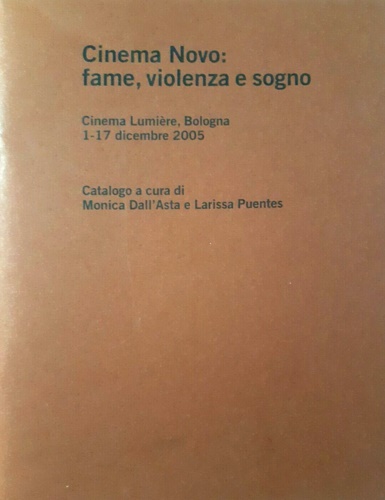 Cinema Novo:
fame, violenza e sogno
Cinema Lumière, Bologna
1-17 dicembre 2005
Catalogo a cura di
Monica Dall'Asta e Larissa Puentes